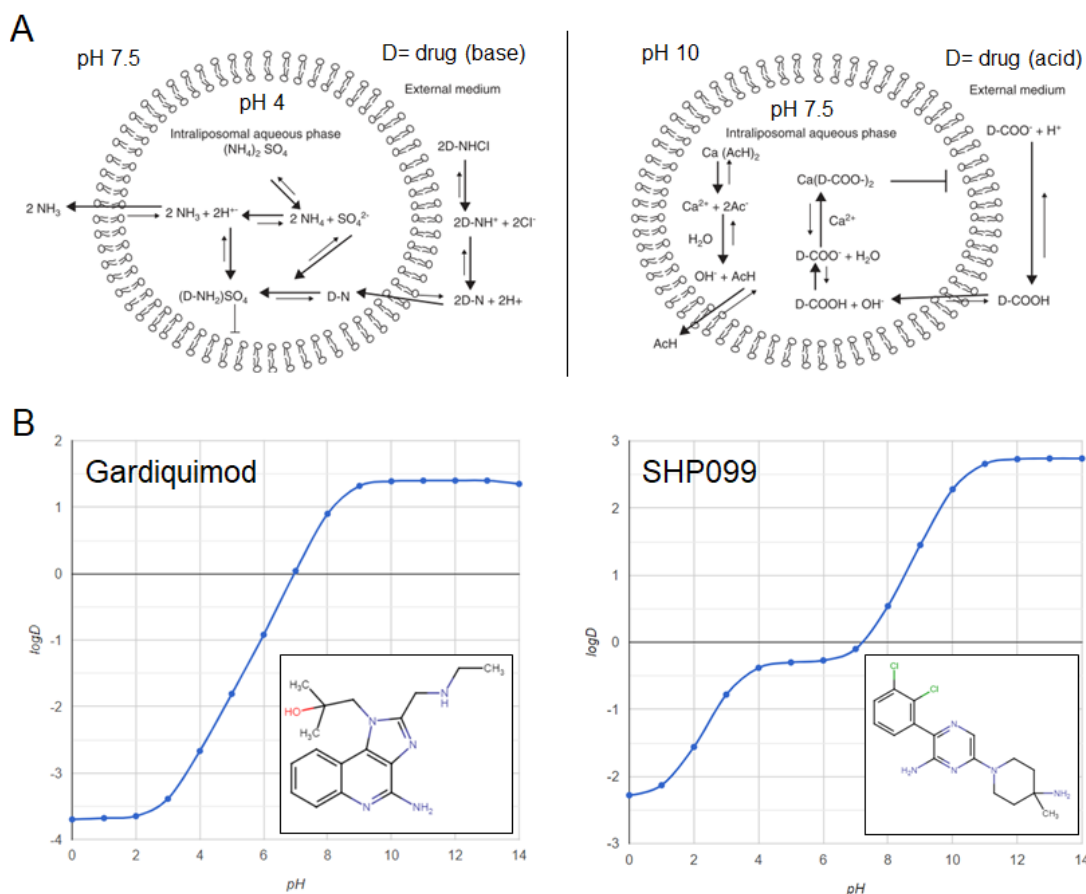 A
pH 7.5
D= drug (base)
External medium
pH 4
Intraliposomal aqueous phase
(NH₄)₂ SO₄
2D-NHCl
2 NH₃
2 NH₃ + 2H⁺⁻
2 NH₄ + SO₄²⁻
2D-NH⁺ + 2Cl⁻
(D-NH₂)SO₄
D-N
2D-N + 2H+
pH 10
D= drug (acid)
External medium
pH 7.5
Intraliposomal aqueous phase
Ca (AcH)₂
D-COO⁻ + H⁺
Ca(D-COO-)₂
Ca²⁺ + 2Ac⁻
Ca²⁺
H₂O
D-COO⁻ + H₂O
OH⁻ + AcH
D-COOH + OH⁻
D-COOH
AcH
B
Gardiquimod
2
1
0
-1
-2
-3
-4
logD
0
2
4
6
8
10
12
14
pH
H₃C
HO
CH₃
N
N
N
NH₂
N
H
CH₃
SHP099
3
2
1
0
-1
-2
-3
logD
0
2
4
6
8
10
12
14
pH
Cl
Cl
N
NH₂
N
N
NH₂
CH₃